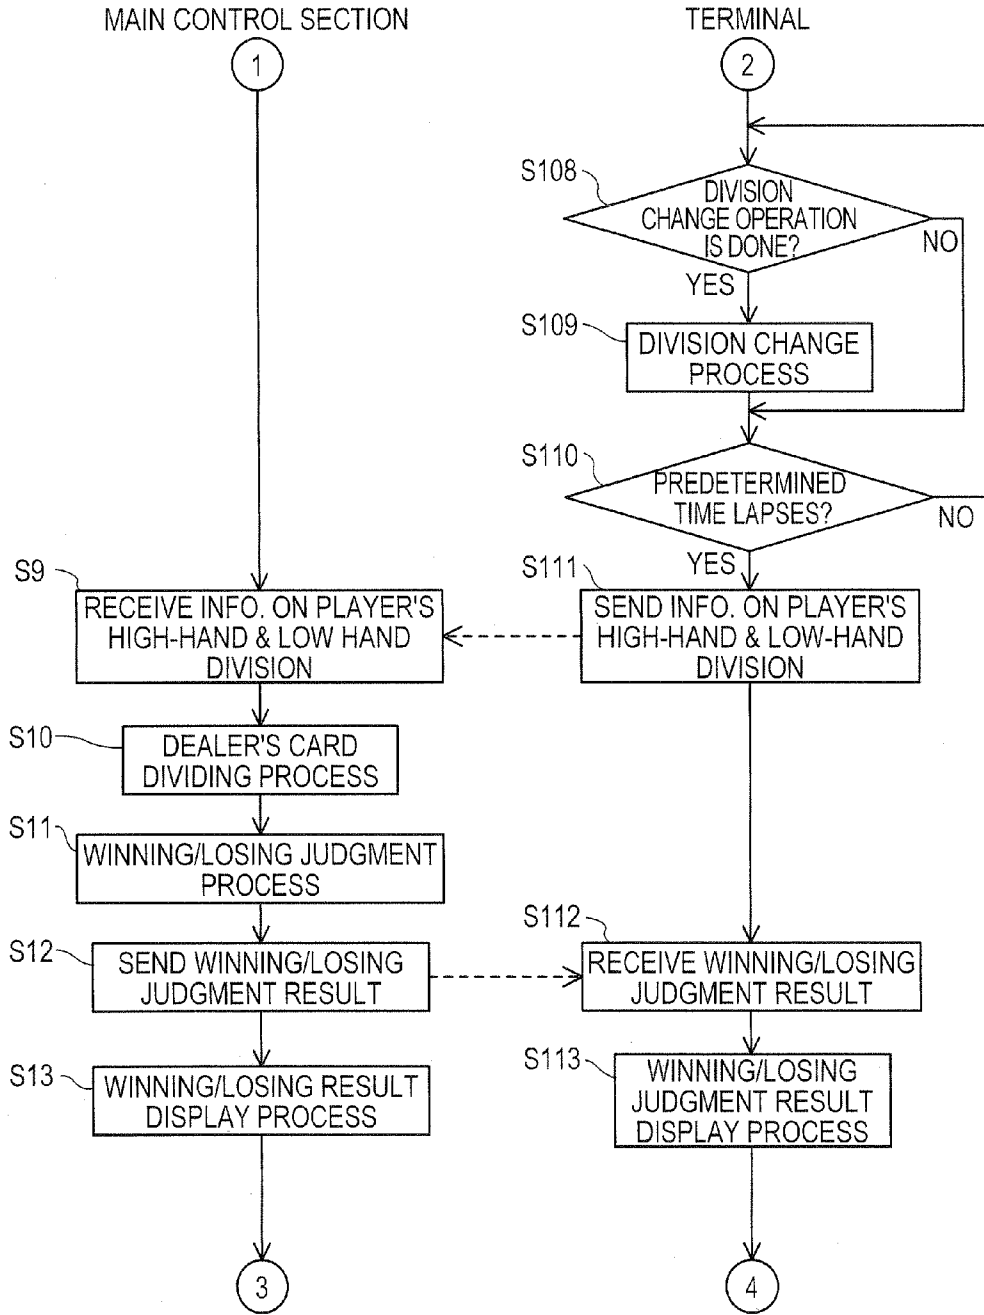 MAIN CONTROL SECTION
TERMINAL
1
2
S108
DIVISION
CHANGE OPERATION
IS DONE?
NO
YES
S109
DIVISION CHANGE
PROCESS
S110
PREDETERMINED
TIME LAPSES?
NO
YES
S9
RECEIVE INFO. ON PLAYER'S
HIGH-HAND & LOW HAND
DIVISION
S111
SEND INFO. ON PLAYER'S
HIGH-HAND & LOW-HAND
DIVISION
S10
DEALER'S CARD
DIVIDING PROCESS
S11
WINNING/LOSING JUDGMENT
PROCESS
S12
SEND WINNING/LOSING
JUDGMENT RESULT
S112
RECEIVE WINNING/LOSING
JUDGMENT RESULT
S13
WINNING/LOSING RESULT
DISPLAY PROCESS
S113
WINNING/LOSING
JUDGMENT RESULT
DISPLAY PROCESS
3
4